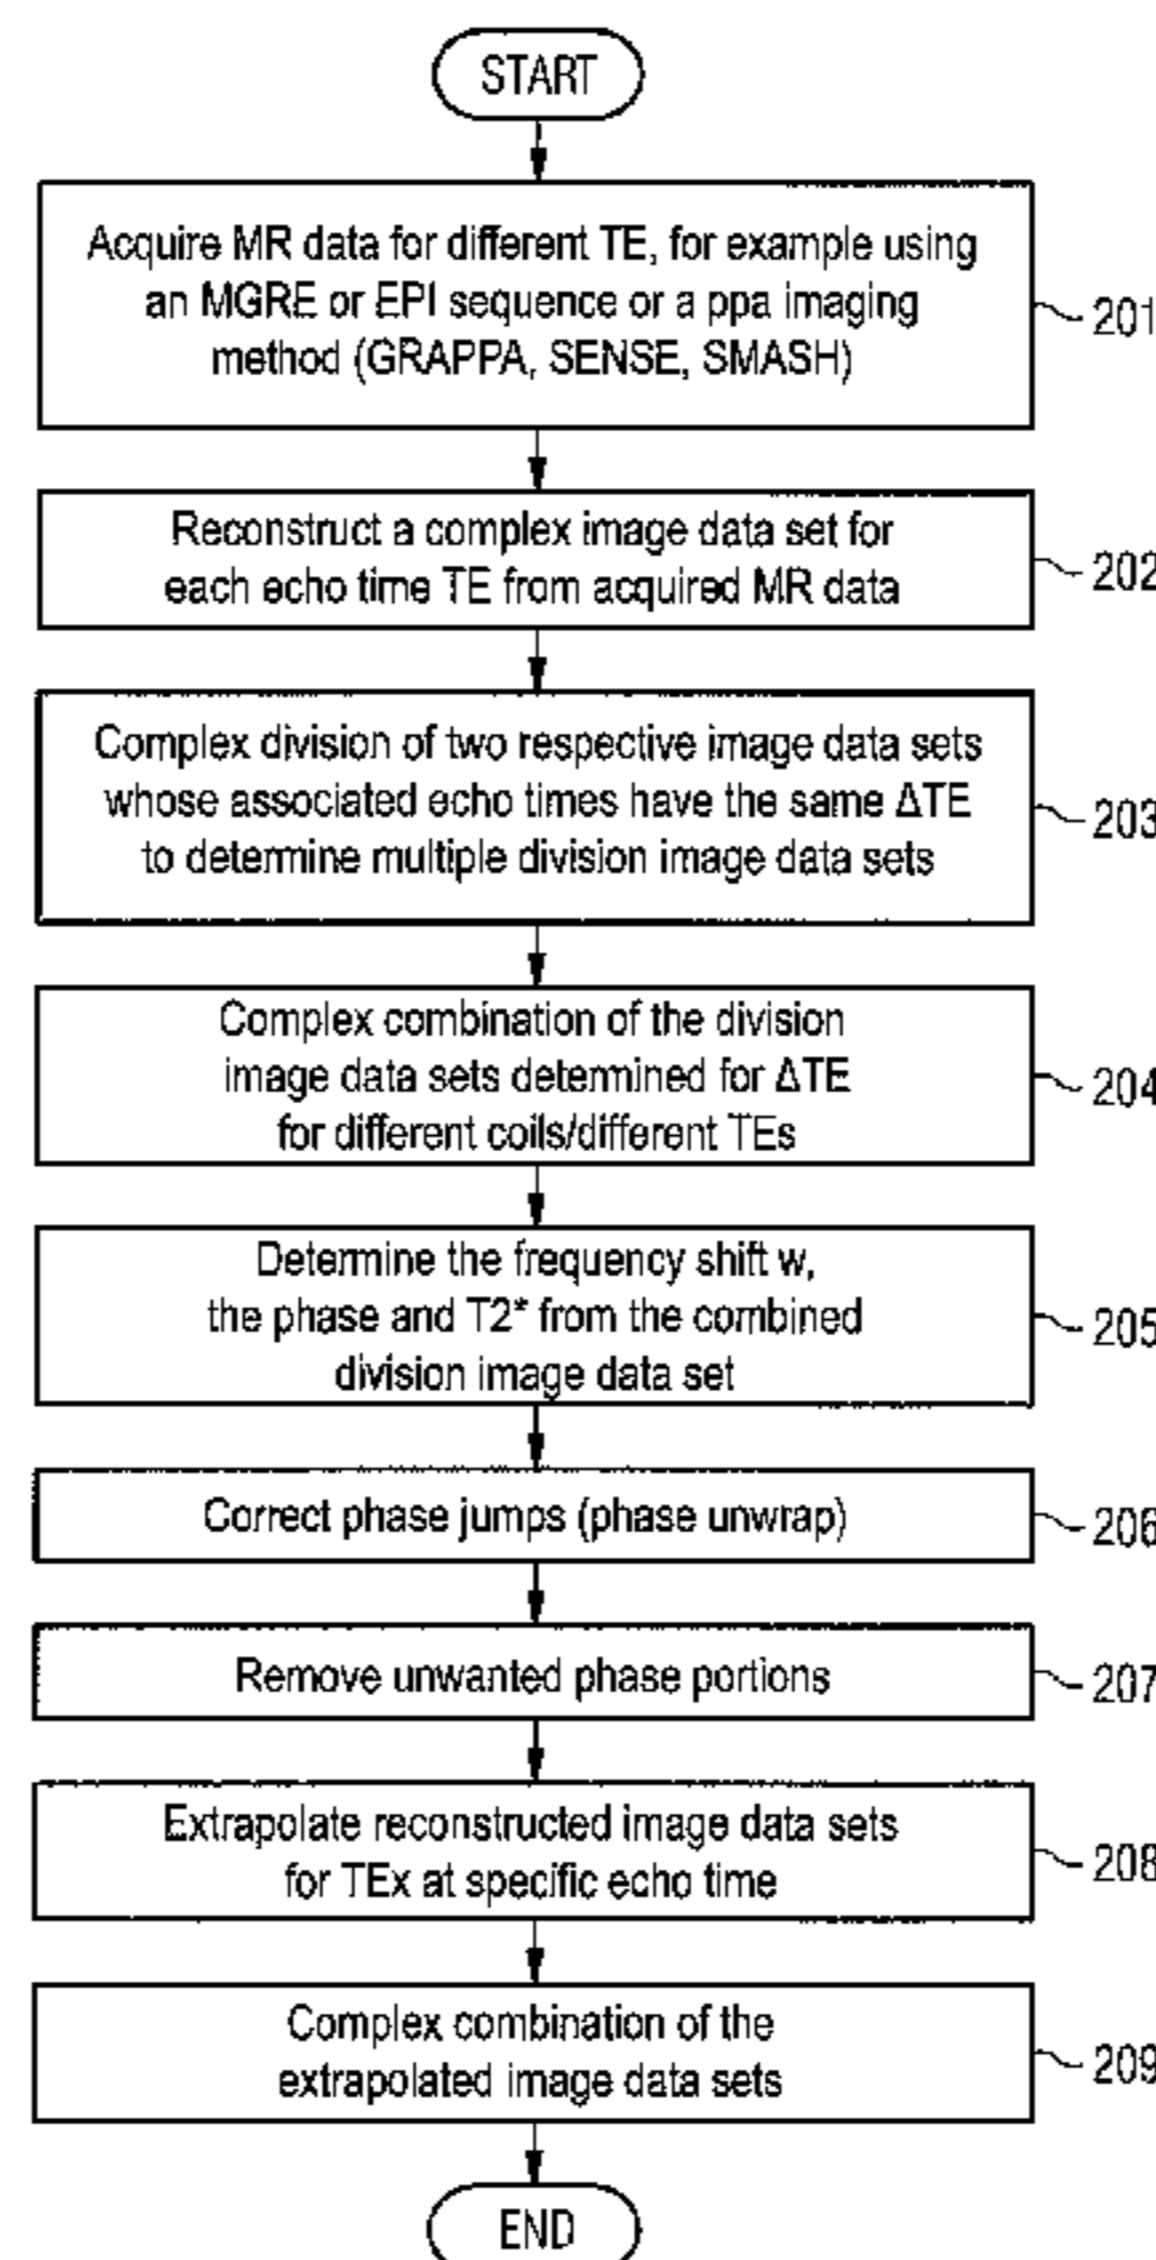 START
Acquire MR data for different TE, for example using
an MGRE or EPI sequence or a ppa imaging
method (GRAPPA, SENSE, SMASH)
201
Reconstruct a complex image data set for
each echo time TE from acquired MR data
202
Complex division of two respective image data sets
whose associated echo times have the same ΔTE
to determine multiple division image data sets
203
Complex combination of the division
image data sets determined for ΔTE
for different coils/different TEs
204
Determine the frequency shift w,
the phase and T2* from the combined
division image data set
205
Correct phase jumps (phase unwrap)
206
Remove unwanted phase portions
207
Extrapolate reconstructed image data sets
for TEx at specific echo time
208
Complex combination of the
extrapolated image data sets
209
END